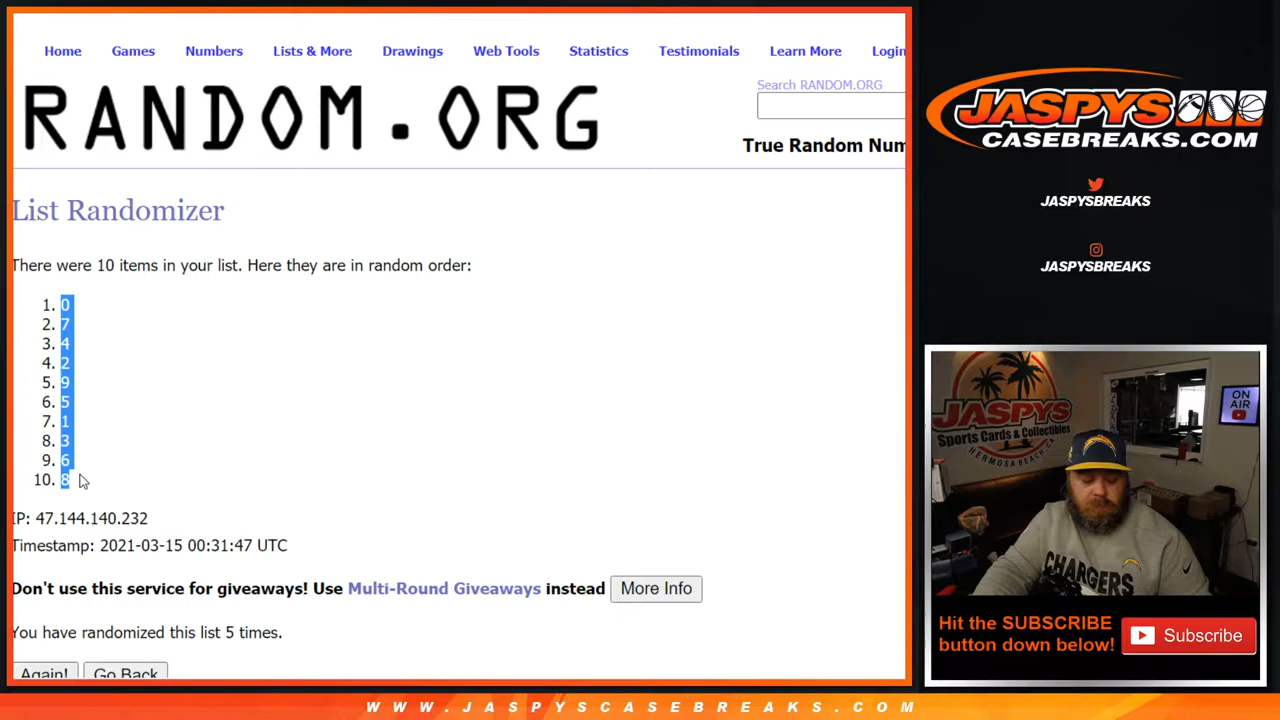 Home Games Numbers Lists & More Drawings Web Tools Statistics Testimonials Learn More Login
RANDOM.ORG
Search RANDOM.ORG
True Random Num
List Randomizer
There were 10 items in your list. Here they are in random order:
1. 0
2. 7
3. 4
4. 2
5. 9
6. 5
7. 1
8. 3
9. 6
10. 8
IP: 47.144.140.232
Timestamp: 2021-03-15 00:31:47 UTC
Don't use this service for giveaways! Use Multi-Round Giveaways instead More Info
You have randomized this list 5 times.
Again! Go Back
JASPYS
CASEBREAKS.COM
JASPYSBREAKS
JASPYSBREAKS
JASPYS
Sports Cards & Collectibles
HERMOSA BEACH, CA
ON AIR
CHARGERS
Hit the SUBSCRIBE
button down below!
Subscribe
WWW.JASPYSCASEBREAKS.COM